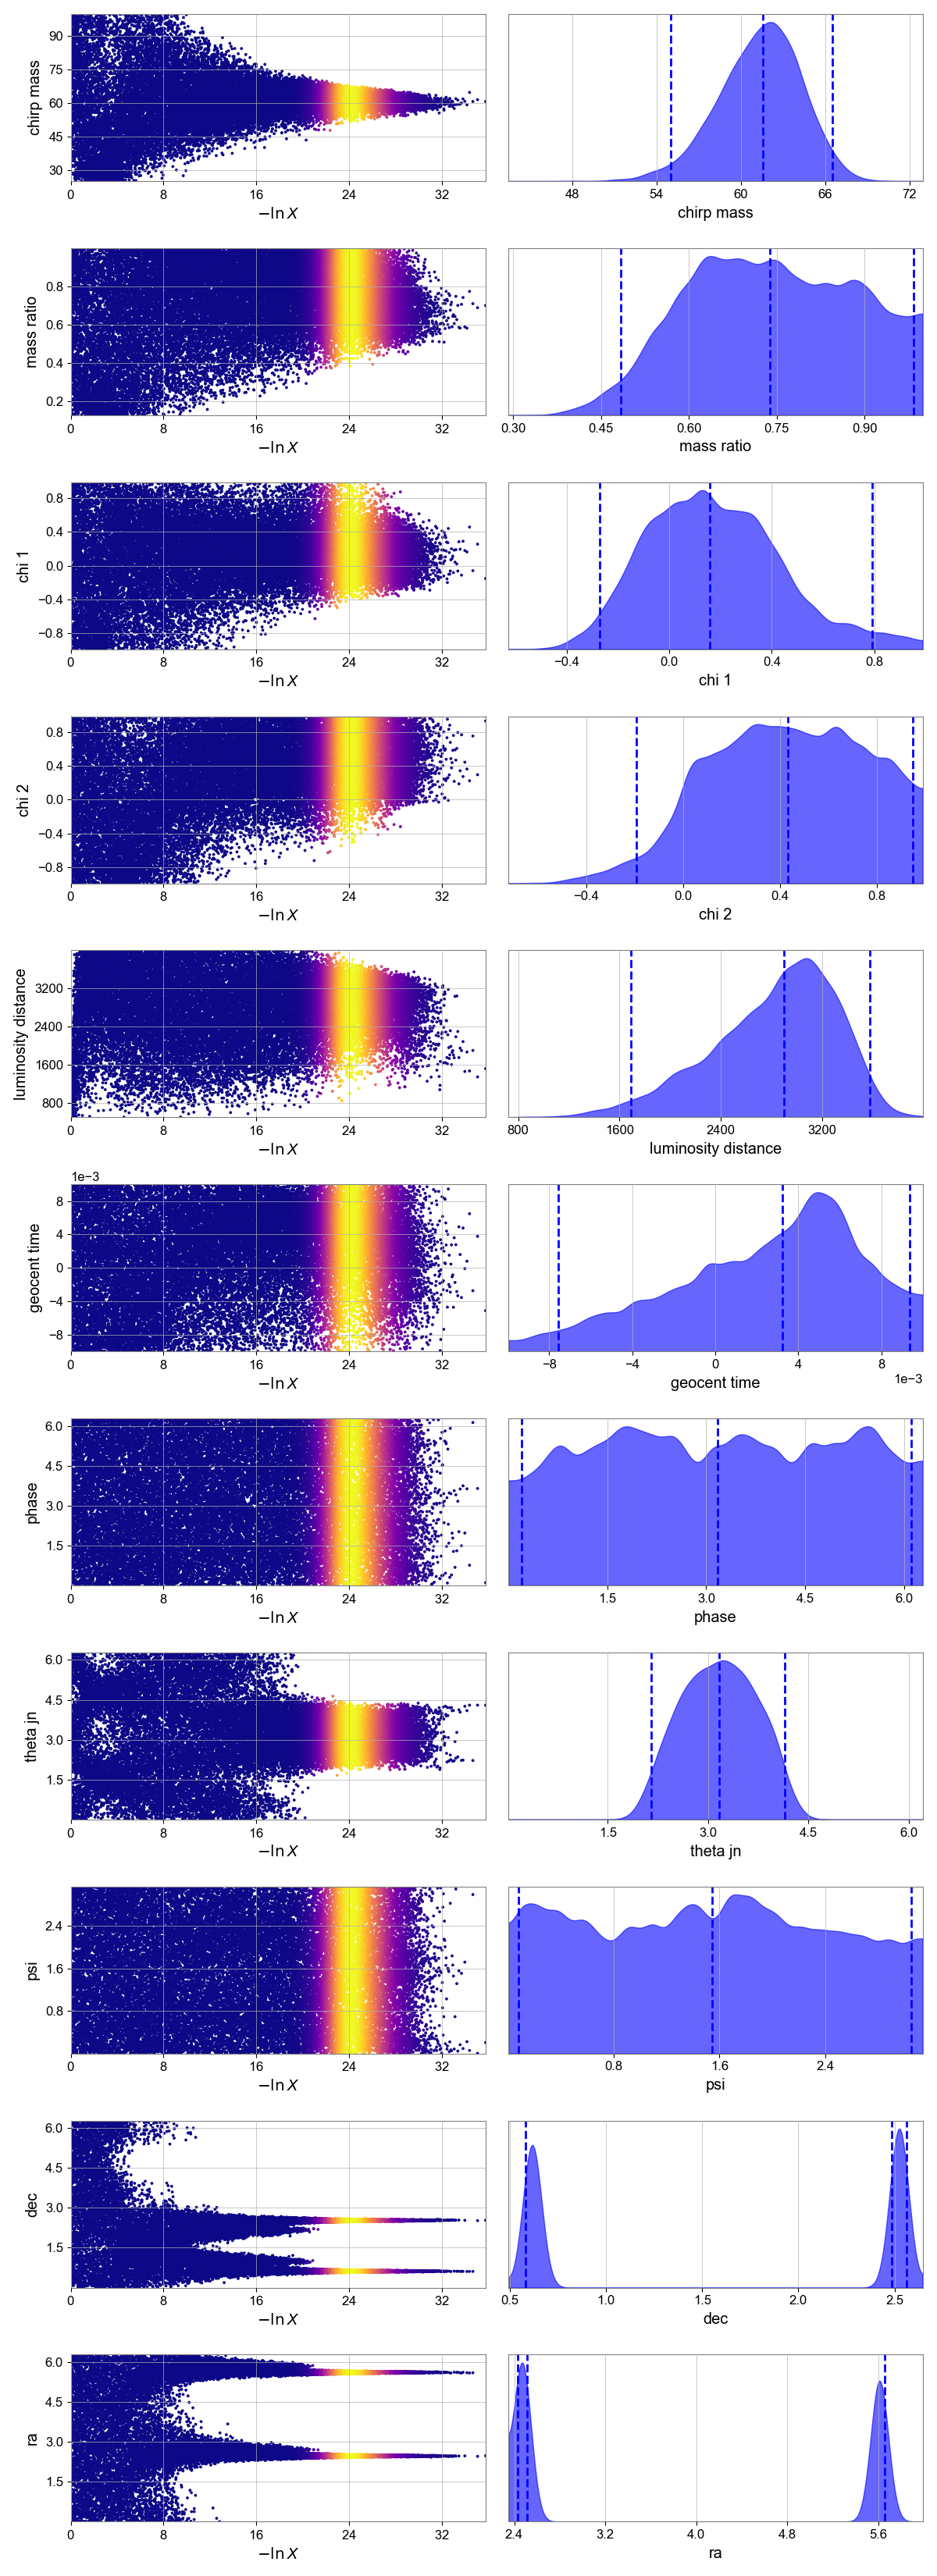 90
75
60
45
30
chirp mass
0 8 16 24 32
−ln X
48 54 60 66 72
chirp mass
0.8
0.6
0.4
0.2
mass ratio
0 8 16 24 32
−ln X
0.30 0.45 0.60 0.75 0.90
mass ratio
0.8
0.4
0.0
−0.4
−0.8
chi 1
0 8 16 24 32
−ln X
−0.4 0.0 0.4 0.8
chi 1
0.8
0.4
0.0
−0.4
−0.8
chi 2
0 8 16 24 32
−ln X
−0.4 0.0 0.4 0.8
chi 2
3200
2400
1600
800
luminosity distance
0 8 16 24 32
−ln X
800 1600 2400 3200
luminosity distance
1e−3
8
4
0
−4
−8
geocent time
0 8 16 24 32
−ln X
−8 −4 0 4 8
1e−3
geocent time
6.0
4.5
3.0
1.5
phase
0 8 16 24 32
−ln X
1.5 3.0 4.5 6.0
phase
6.0
4.5
3.0
1.5
theta jn
0 8 16 24 32
−ln X
1.5 3.0 4.5 6.0
theta jn
2.4
1.6
0.8
psi
0 8 16 24 32
−ln X
0.8 1.6 2.4
psi
6.0
4.5
3.0
1.5
dec
0 8 16 24 32
−ln X
0.5 1.0 1.5 2.0 2.5
dec
6.0
4.5
3.0
1.5
ra
0 8 16 24 32
−ln X
2.4 3.2 4.0 4.8 5.6
ra